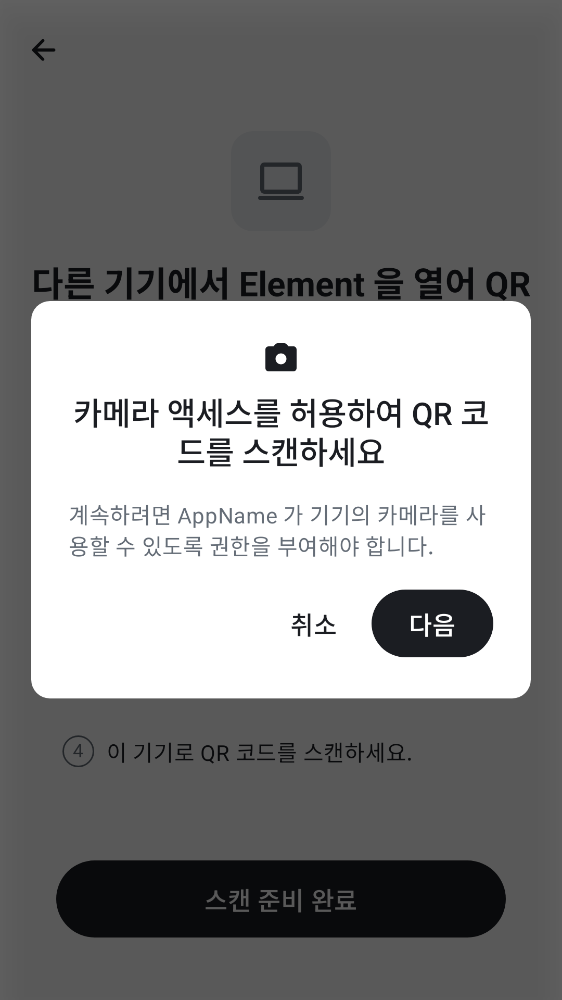 다른 기기에서 Element 을 열어 QR
카메라 액세스를 허용하여 QR 코
드를 스캔하세요
계속하려면 AppName 가 기기의 카메라를 사
용할 수 있도록 권한을 부여해야 합니다.
취소
다음
4 이 기기로 QR 코드를 스캔하세요.
스캔 준비 완료